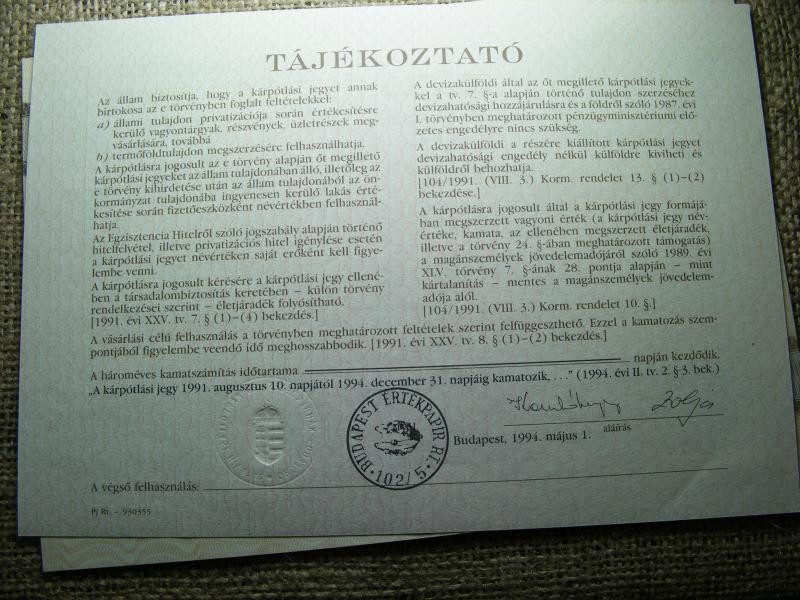 TÁJÉKOZTATÓ
Az állam biztosítja, hogy a kárpótlási jegyet annak
birtokosa az e törvényben foglalt feltételekkel:
a) állami tulajdon privatizációja során értékesítésre
kerülő vagyontárgyak, részvények, üzletrészek meg-
vásárlására, továbbá
b) termőföldtulajdon megszerzésére felhasználhatja.
A kárpótlásra jogosult az e törvény alapján őt megillető
kárpótlási jegyeket az állam tulajdonában álló, illetőleg az
e törvény kihirdetése után az állam tulajdonából az ön-
kormányzat tulajdonába ingyenesen kerülő lakás érté-
kesítése során fizetőeszközként névértékben felhasznál-
hatja.
Az Egzisztencia Hitelről szóló jogszabály alapján történő
hitelfelvétel, illetve privatizációs hitel igénylése esetén
a kárpótlási jegyet névértéken saját erőként kell figye-
lembe venni.
A kárpótlásra jogosult kérésére a kárpótlási jegy ellené-
ben a társadalombiztosítás keretében – külön törvény
rendelkezései szerint – életjáradék folyósítható.
[1991. évi XXV. tv. 7. § (1)–(4) bekezdés.]
A devizakülföldi által az őt megillető kárpótlási jegyek-
kel a tv. 7. §-a alapján történő tulajdon szerzéséhez
devizahatósági hozzájárulásra és a földről szóló 1987. évi
I. törvényben meghatározott pénzügyminisztériumi elő-
zetes engedélyre nincs szükség.
A devizakülföldi a részére kiállított kárpótlási jegyet
devizahatósági engedély nélkül külföldre kiviheti és
külföldről behozhatja.
[104/1991. (VIII. 3.) Korm. rendelet 13. § (1)–(2)
bekezdése.]
A kárpótlásra jogosult által a kárpótlási jegy formájá-
ban megszerzett vagyoni érték (a kárpótlási jegy név-
értéke, kamata, az ellenében megszerzett életjáradék,
illetve a törvény 24. §-ában meghatározott támogatás)
a magánszemélyek jövedelemadójáról szóló 1989. évi
XLV. törvény 7. §-ának 28. pontja alapján – mint
kártalanítás – mentes a magánszemélyek jövedelem-
adója alól.
[104/1991. (VIII. 3.) Korm. rendelet 10. §.]
A vásárlási célú felhasználás a törvényben meghatározott feltételek szerint felfüggeszthető. Ezzel a kamatozás szem-
pontjából figyelembe veendő idő meghosszabbodik. [1991. évi XXV. tv. 8. § (1)–(2) bekezdés.]
A hároméves kamatszámítás időtartama napján kezdődik.
„A kárpótlási jegy 1991. augusztus 10. napjától 1994. december 31. napjáig kamatozik, ...” (1994. évi II. tv. 2. § 3. bek.)
BUDAPEST ÉRTÉKPAPÍR RT.
102/5
Budapest, 1994. május 1.
aláírás
A végső felhasználás:
Pj Rt. – 930355